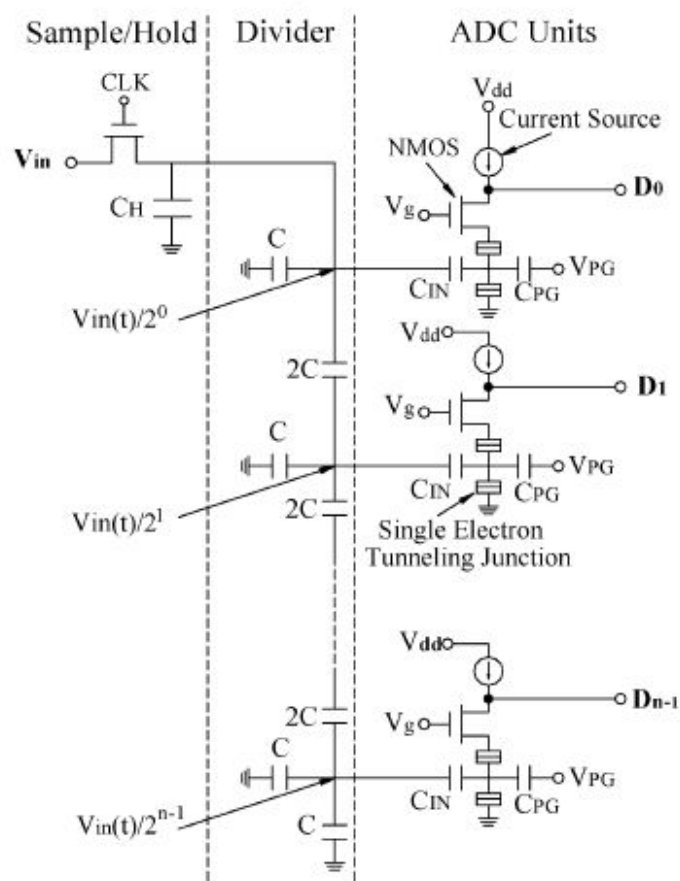 Sample/Hold
Divider
ADC Units
CLK
Vin
CH
Vdd
Current Source
NMOS
D0
Vg
C
CIN
CPG
VPG
Vin(t)/2^0
2C
Vdd
D1
Vg
C
CIN
CPG
VPG
Vin(t)/2^1
2C
Single Electron
Tunneling Junction
Vdd
Dn-1
2C
Vg
C
CIN
CPG
VPG
Vin(t)/2^n-1
C